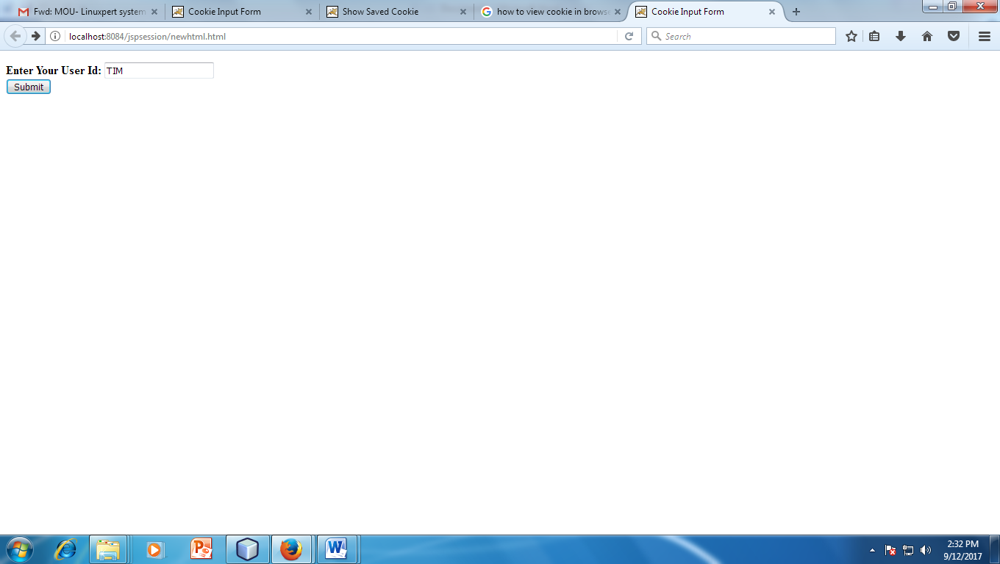 Fwd: MOU- Linuxpert system
Cookie Input Form
Show Saved Cookie
how to view cookie in browse
Cookie Input Form
localhost:8084/jspsession/newhtml.html
Search
Enter Your User Id: TIM
Submit
2:32 PM
9/12/2017